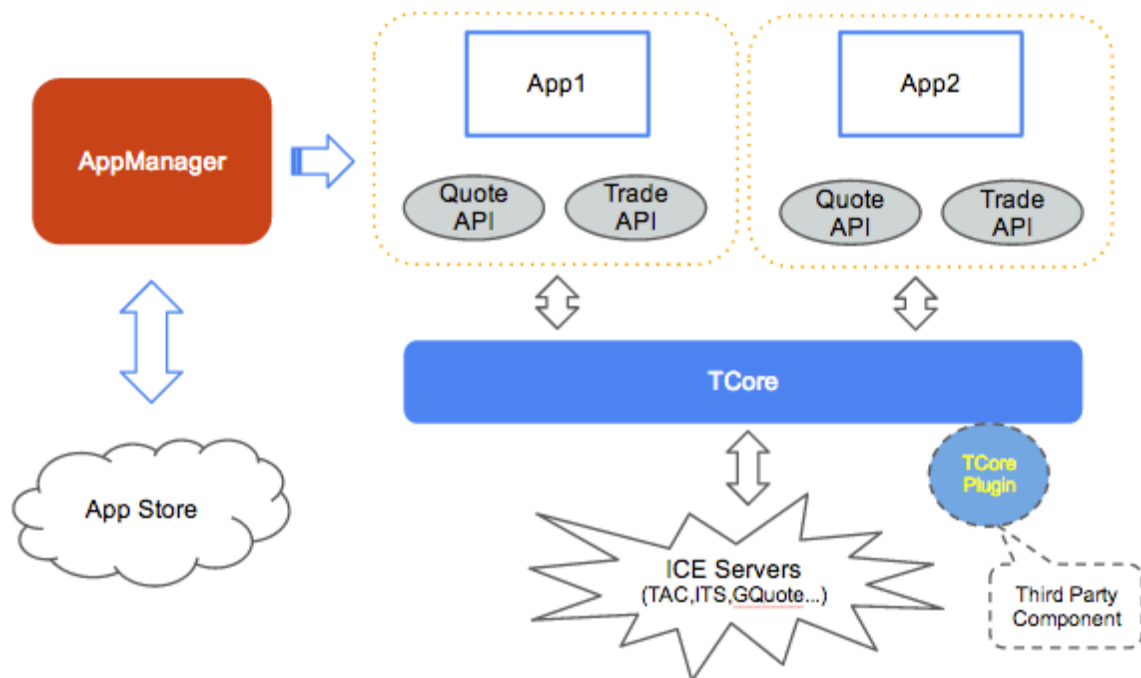 App1
App2
AppManager
Quote
API
Trade
API
Quote
API
Trade
API
TCore
TCore
Plugin
App Store
ICE Servers
(TAC,ITS,GQuote...)
Third Party
Component